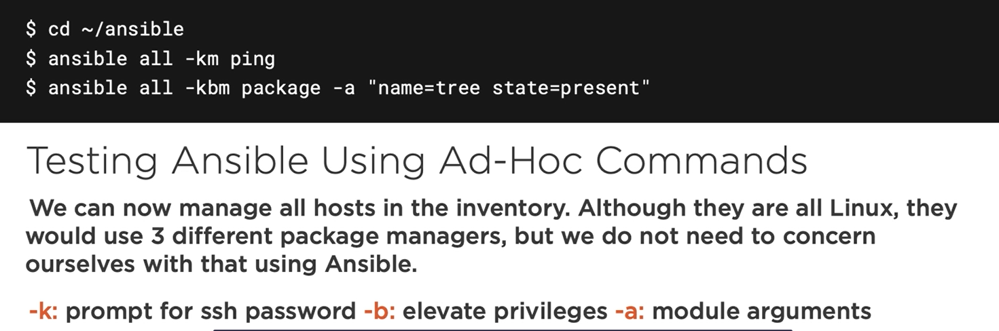 $ cd ~/ansible
$ ansible all -km ping
$ ansible all -kbm package -a "name=tree state=present"
Testing Ansible Using Ad-Hoc Commands
We can now manage all hosts in the inventory. Although they are all Linux, they
would use 3 different package managers, but we do not need to concern
ourselves with that using Ansible.
-k: prompt for ssh password -b: elevate privileges -a: module arguments